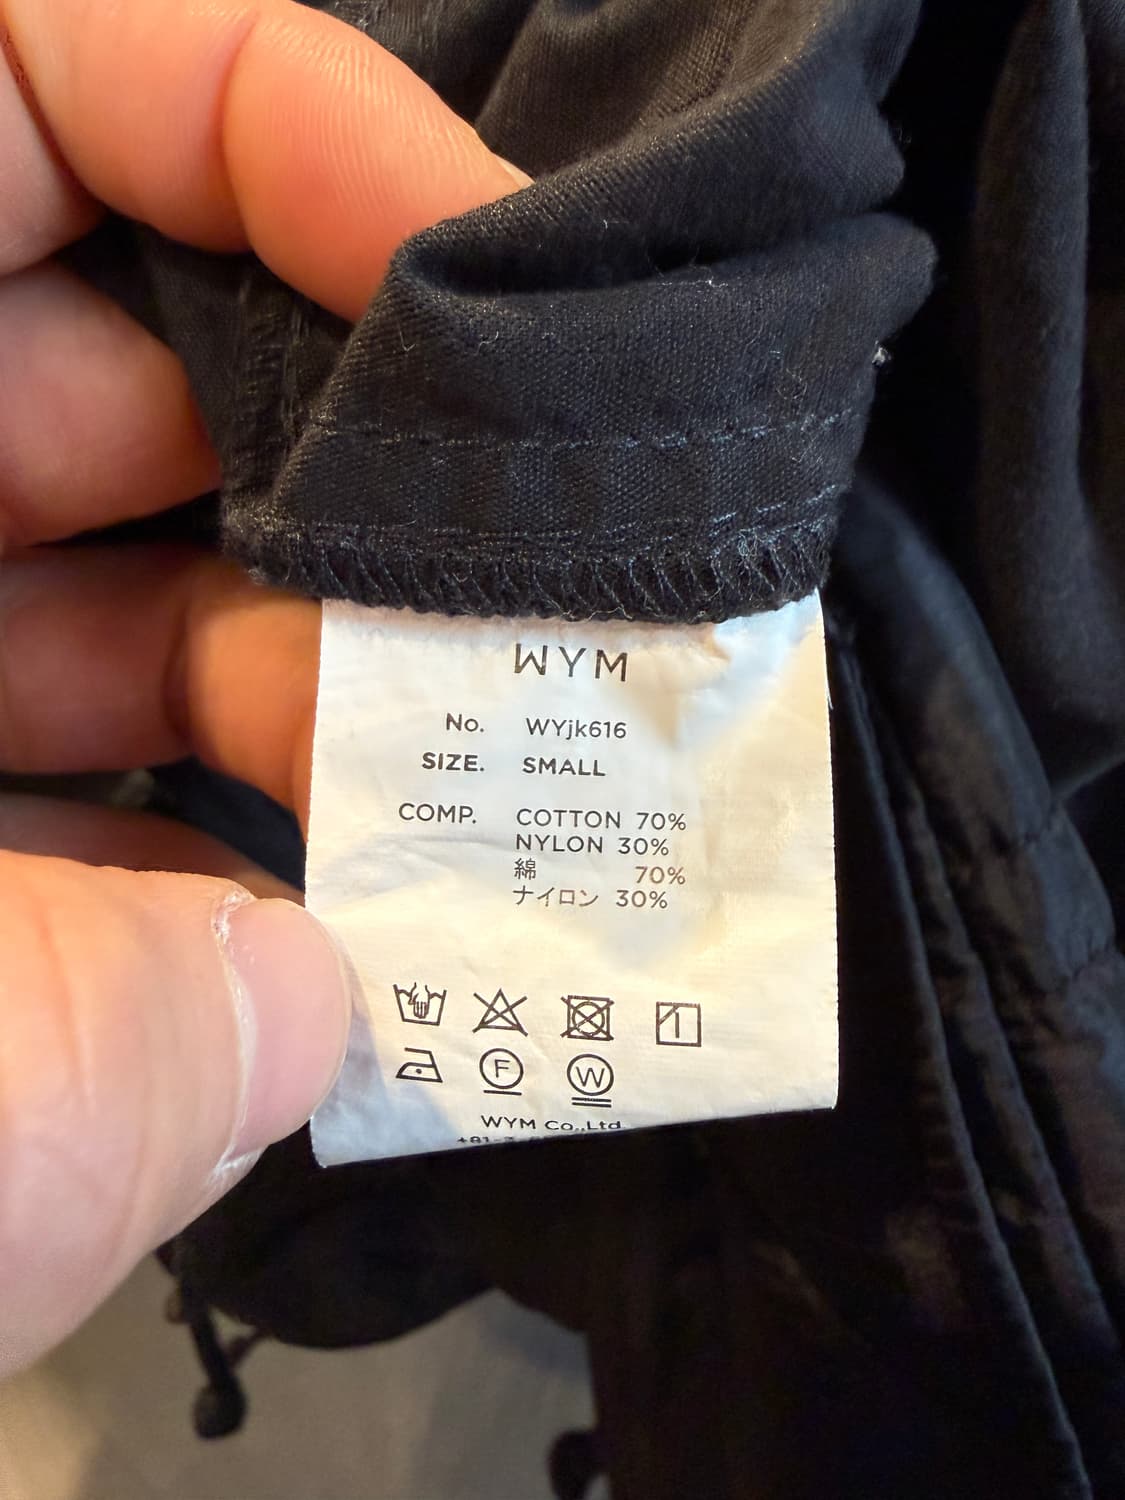 WYM
No. WYjk616
SIZE. SMALL
COMP. COTTON 70%
NYLON 30%
綿 70%
ナイロン 30%
F W
WYM Co.,Ltd.